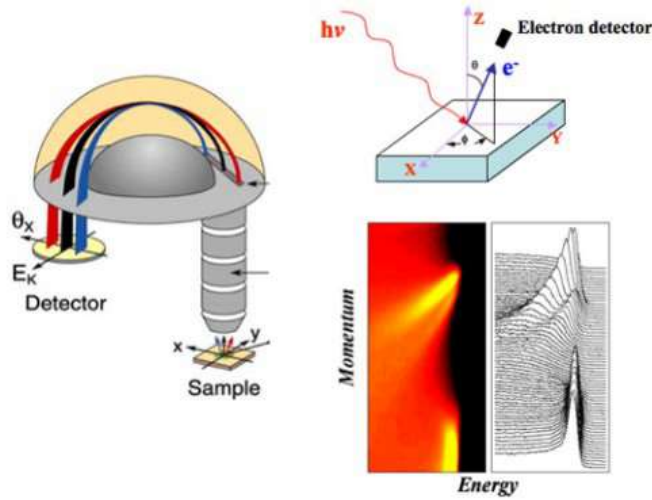 θx
EK
Detector
x
y
Sample
hν
Z
Electron detector
θ
e-
ϕ
X
Y
Momentum
Energy